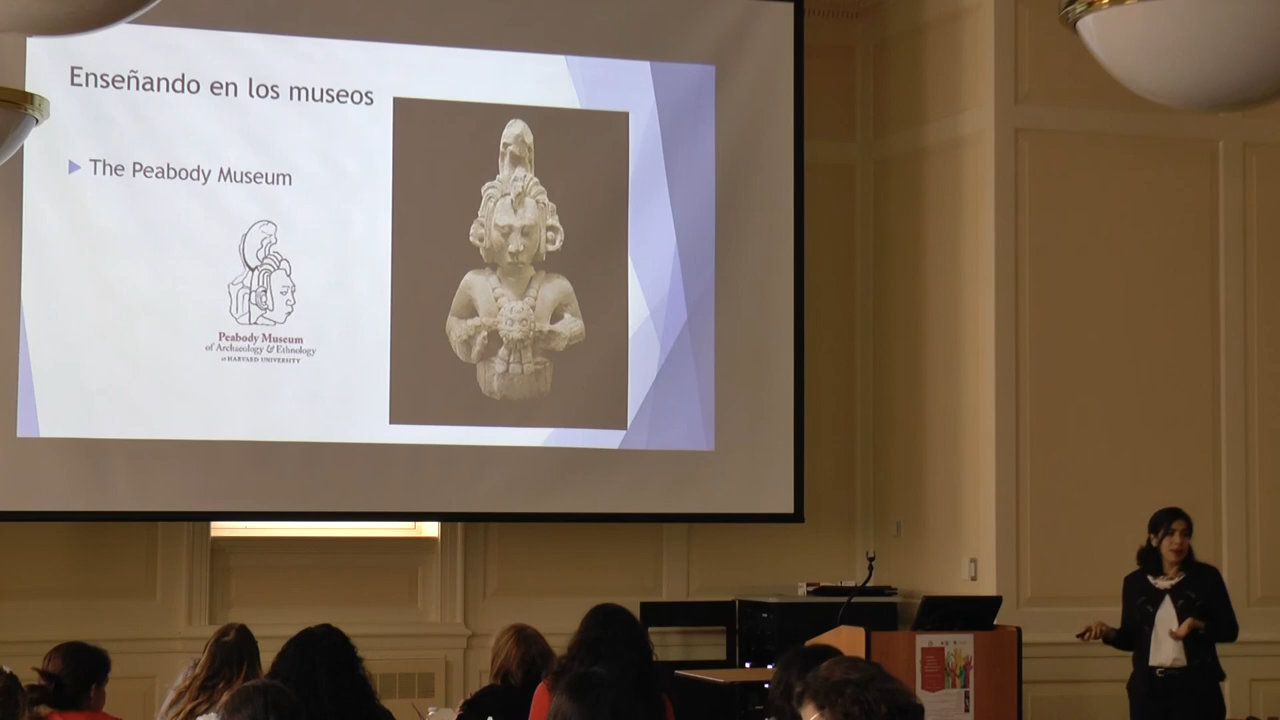 Enseñando en los museos
The Peabody Museum
Peabody Museum
of Archaeology & Ethnology
at HARVARD UNIVERSITY